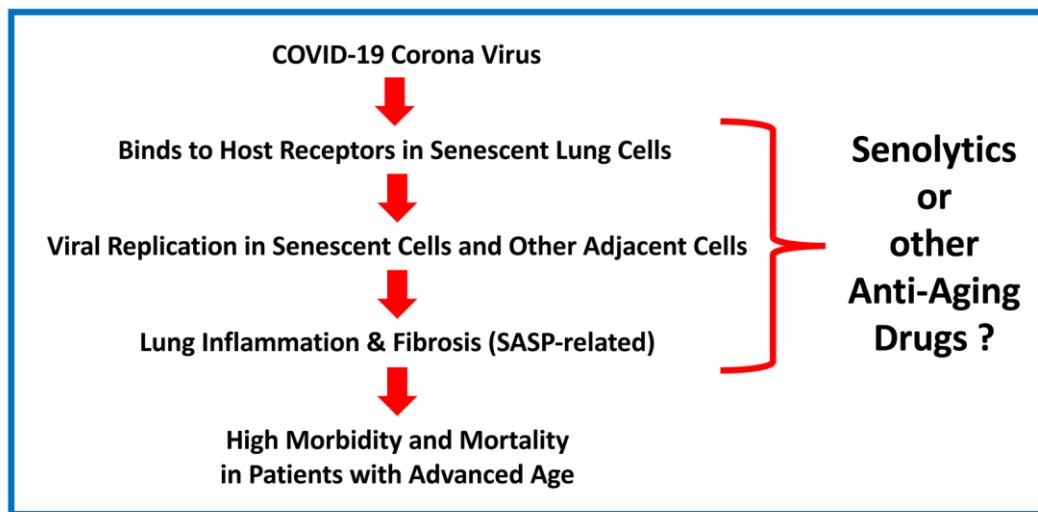 COVID-19 Corona Virus
Binds to Host Receptors in Senescent Lung Cells
Viral Replication in Senescent Cells and Other Adjacent Cells
Lung Inflammation & Fibrosis (SASP-related)
High Morbidity and Mortality
in Patients with Advanced Age
Senolytics
or
other
Anti-Aging
Drugs ?